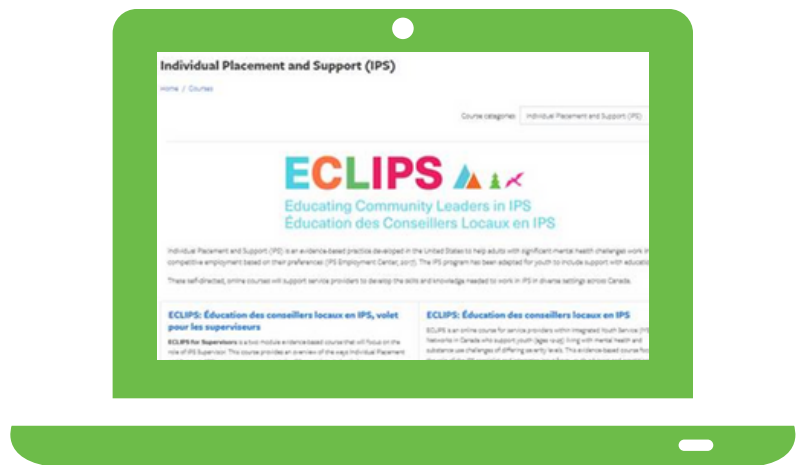 Individual Placement and Support (IPS)
Home / Courses
Course categories: Individual Placement and Support (IPS)
ECLIPS
Educating Community Leaders in IPS
Éducation des Conseillers Locaux en IPS
Individual Placement and Support (IPS) is an evidence-based practice developed in the United States to help adults with significant mental health challenges work in
competitive employment based on their preferences (IPS Employment Center, 2017). The IPS program has been adapted for youth to include support with education
These self-directed, online courses will support service providers to develop the skills and knowledge needed to work in IPS in diverse settings across Canada.
ECLIPS: Éducation des conseillers locaux en IPS, volet
pour les superviseurs
ECLIPS for Supervisors is a two module evidence-based course that will focus on the
role of IPS Supervisor. This course provides an overview of the ways Individual Placement
ECLIPS: Éducation des conseillers locaux en IPS
ECLIPS is an online course for service providers within Integrated Youth Service (IYS)
Networks in Canada who support youth (ages 12-25) living with mental health and
substance use challenges of differing severity levels. This evidence-based course